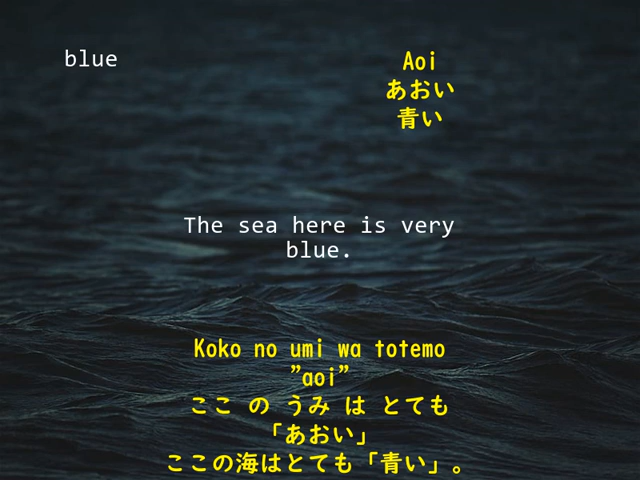 blue
Aoi
あおい
青い
The sea here is very
blue.
Koko no umi wa totemo
”aoi”
ここ の うみ は とても
「あおい」
ここの海はとても「青い」。